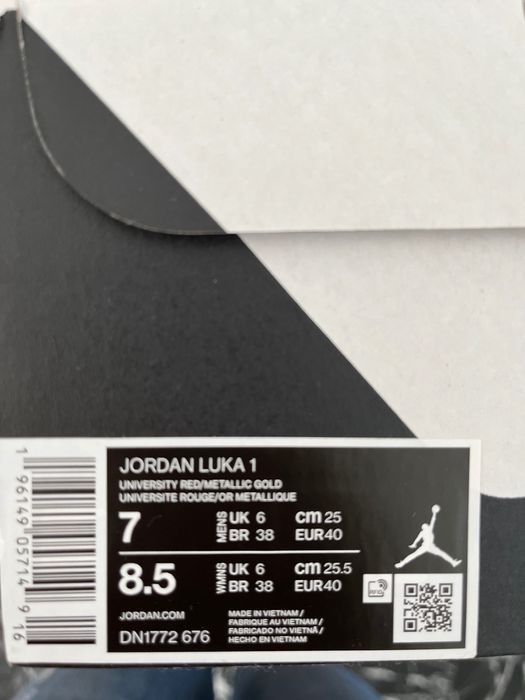 JORDAN LUKA 1
UNIVERSITY RED/METALLIC GOLD
UNIVERSITE ROUGE/OR METALLIQUE
7 MENS UK 6 cm 25
BR 38 EUR 40
8.5 WMNS UK 6 cm 25.5
BR 38 EUR 40
RFID
JORDAN.COM
DN1772 676
MADE IN VIETNAM /
FABRIQUE AU VIETNAM /
FABRICADO NO VIETNÃ /
HECHO EN VIETNAM
1 96149 05714 9 16